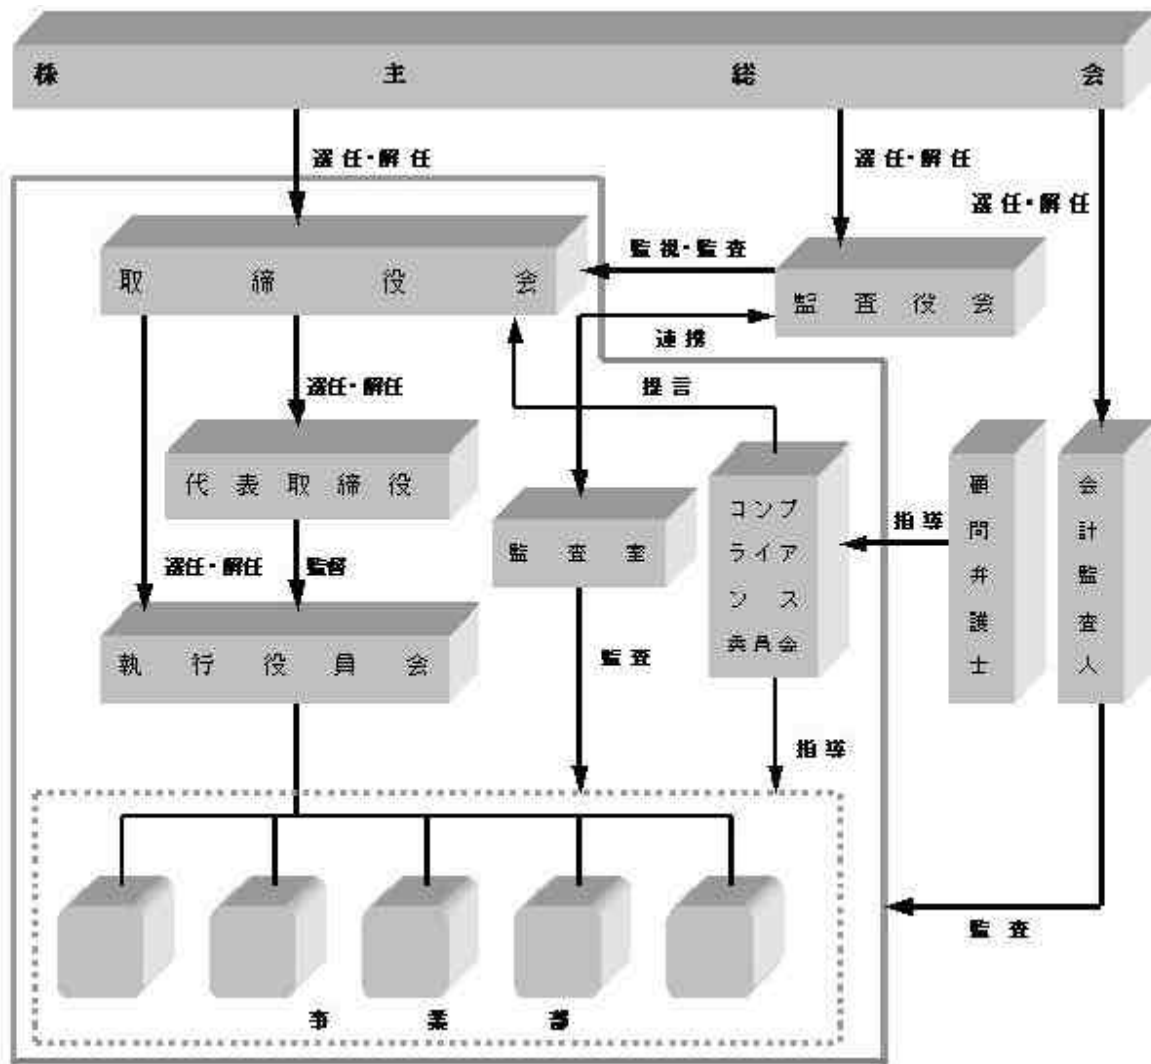 株主総会
選任・解任
選任・解任
選任・解任
取締役会
監視・監査
監査役会
連携
提言
選任・解任
代表取締役
監査室
コンプ
ライア
ンス
委員会
指導
顧問弁護士
会計監査人
選任・解任
監督
執行役員会
監査
指導
監査
事業部